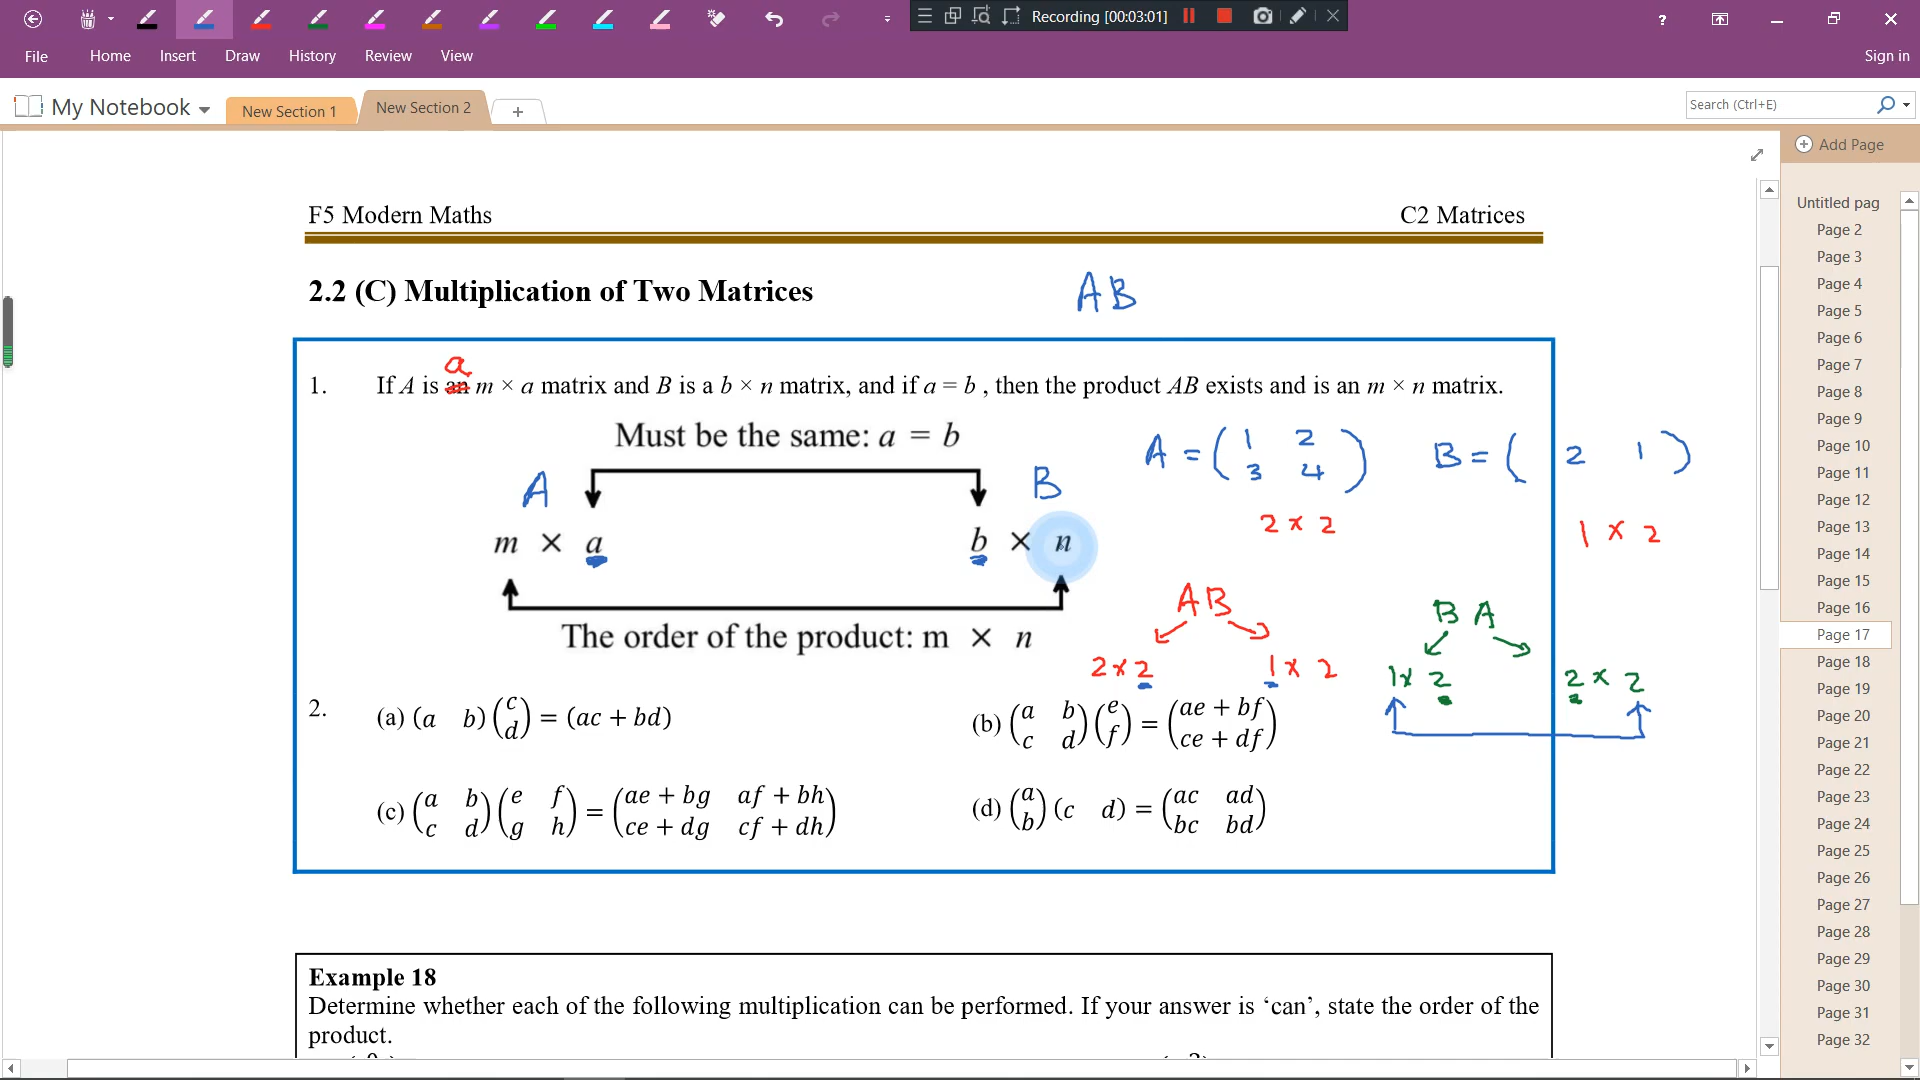 Recording [00:03:01]
File Home Insert Draw History Review View Sign in
My Notebook New Section 1 New Section 2 + Search (Ctrl+E)
Add Page
F5 Modern Maths C2 Matrices
2.2 (C) Multiplication of Two Matrices AB
a
1. If A is an m × a matrix and B is a b × n matrix, and if a = b , then the product AB exists and is an m × n matrix.
Must be the same: a = b
A B
m × a b × n
The order of the product: m × n
A = ( 1 2
3 4 ) B = ( 2 1 )
2 x 2 1 x 2
AB BA
2 x 2 1 x 2 1 x 2 2 x 2
2. (a) (a b) (c
d) = (ac + bd) (b) (a b
c d) (e
f) = (ae + bf
ce + df)
(c) (a b
c d) (e f
g h) = (ae + bg af + bh
ce + dg cf + dh) (d) (a
b) (c d) = (ac ad
bc bd)
Example 18
Determine whether each of the following multiplication can be performed. If your answer is ‘can’, state the order of the
product.
Untitled pag
Page 2
Page 3
Page 4
Page 5
Page 6
Page 7
Page 8
Page 9
Page 10
Page 11
Page 12
Page 13
Page 14
Page 15
Page 16
Page 17
Page 18
Page 19
Page 20
Page 21
Page 22
Page 23
Page 24
Page 25
Page 26
Page 27
Page 28
Page 29
Page 30
Page 31
Page 32